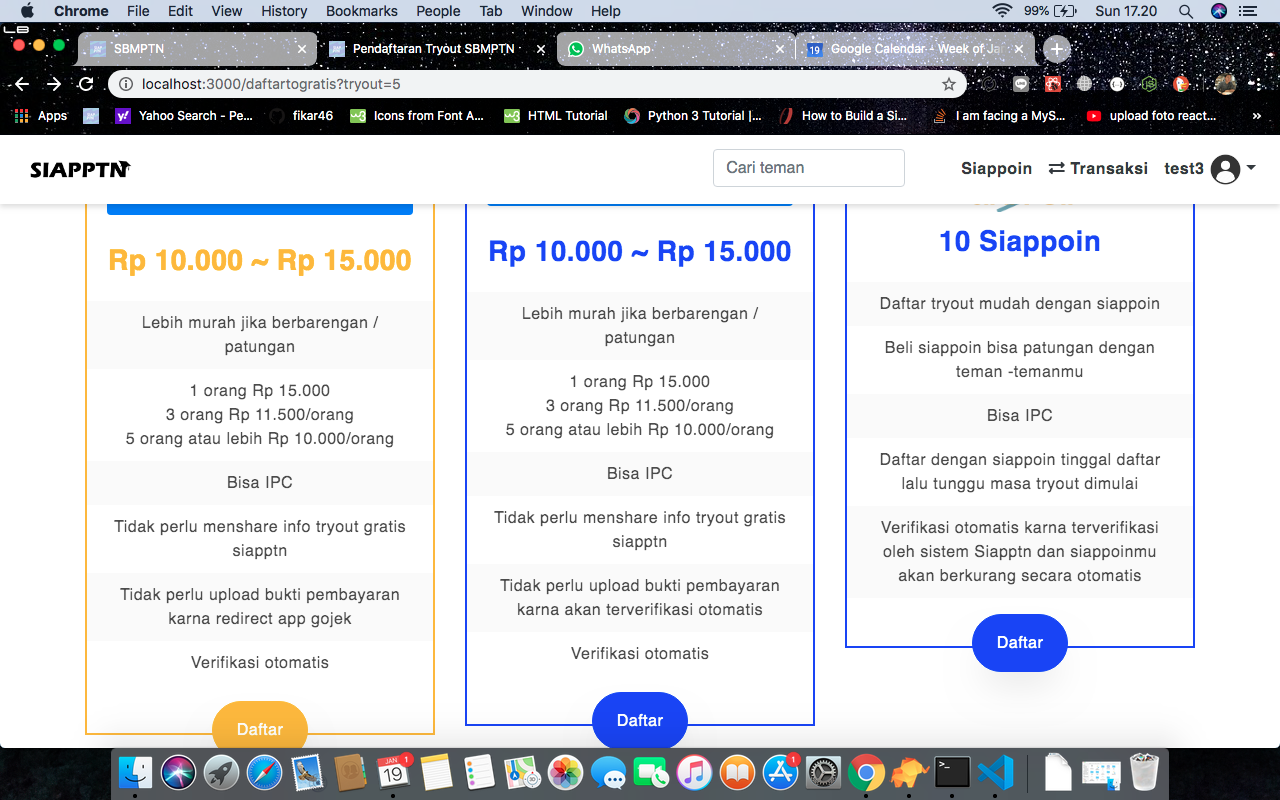 Chrome File Edit View History Bookmarks People Tab Window Help 99% Sun 17.20
SBMPTN
Pendaftaran Tryout SBMPTN ·
WhatsApp
Google Calendar - Week of Ja
localhost:3000/daftartogratis?tryout=5
Apps
Yahoo Search - Pe...
fikar46
Icons from Font A...
HTML Tutorial
Python 3 Tutorial |...
How to Build a Si...
I am facing a MyS...
upload foto react...
»
SIAPPTN
Cari teman
Siappoin
Transaksi
test3
Rp 10.000 ~ Rp 15.000
Lebih murah jika berbarengan /
patungan
1 orang Rp 15.000
3 orang Rp 11.500/orang
5 orang atau lebih Rp 10.000/orang
Bisa IPC
Tidak perlu menshare info tryout gratis
siapptn
Tidak perlu upload bukti pembayaran
karna redirect app gojek
Verifikasi otomatis
Daftar
Rp 10.000 ~ Rp 15.000
Lebih murah jika berbarengan /
patungan
1 orang Rp 15.000
3 orang Rp 11.500/orang
5 orang atau lebih Rp 10.000/orang
Bisa IPC
Tidak perlu menshare info tryout gratis
siapptn
Tidak perlu upload bukti pembayaran
karna akan terverifikasi otomatis
Verifikasi otomatis
Daftar
10 Siappoin
Daftar tryout mudah dengan siappoin
Beli siappoin bisa patungan dengan
teman -temanmu
Bisa IPC
Daftar dengan siappoin tinggal daftar
lalu tunggu masa tryout dimulai
Verifikasi otomatis karna terverifikasi
oleh sistem Siapptn dan siappoinmu
akan berkurang secara otomatis
Daftar
JAN
19
1
1